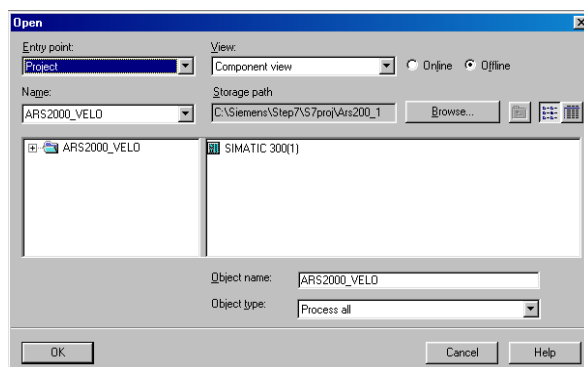 Open
Entry point:
View:
Project
Component view
Online
Offline
Name:
Storage path
ARS2000_VELO
C:\Siemens\Step7\S7proj\Ars200_1
Browse...
ARS2000_VELO
SIMATIC 300(1)
Object name:
ARS2000_VELO
Object type:
Process all
OK
Cancel
Help